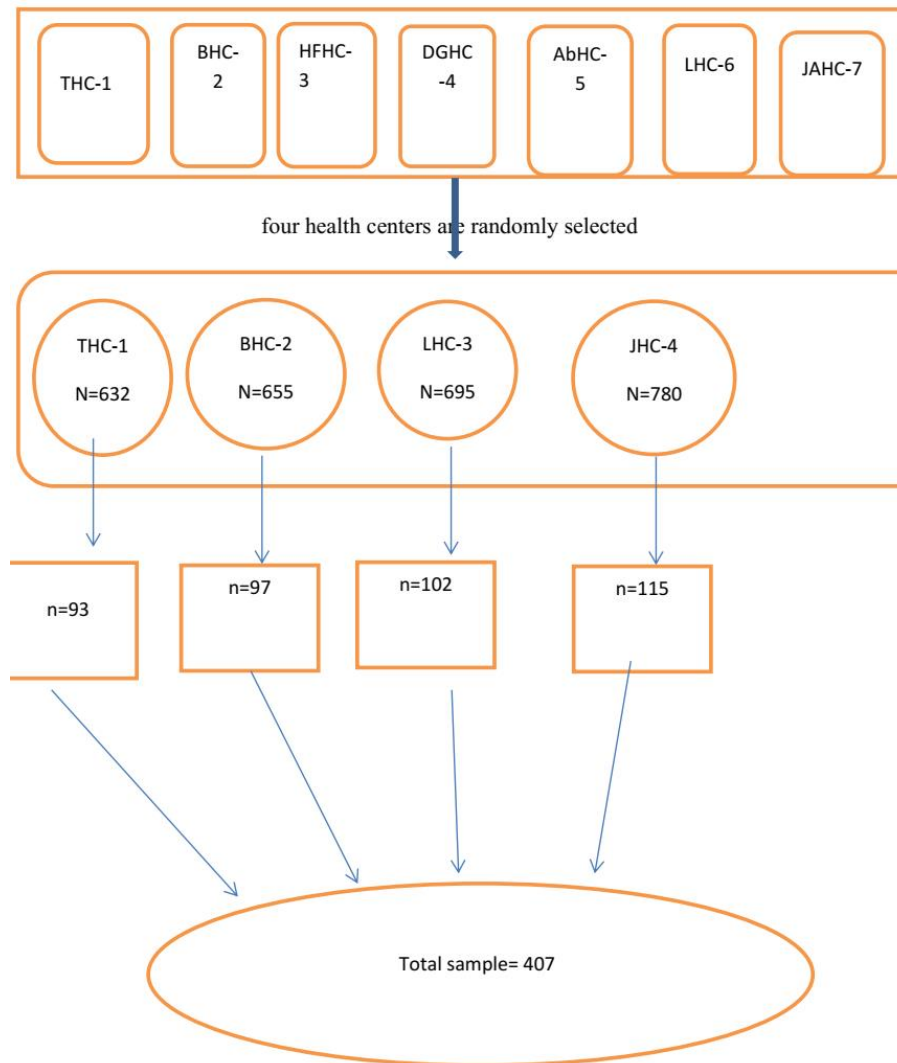 THC-1
BHC-
2
HFHC-
3
DGHC
-4
AbHC-
5
LHC-6
JAHC-7
four health centers are randomly selected
THC-1
N=632
BHC-2
N=655
LHC-3
N=695
JHC-4
N=780
n=93
n=97
n=102
n=115
Total sample= 407